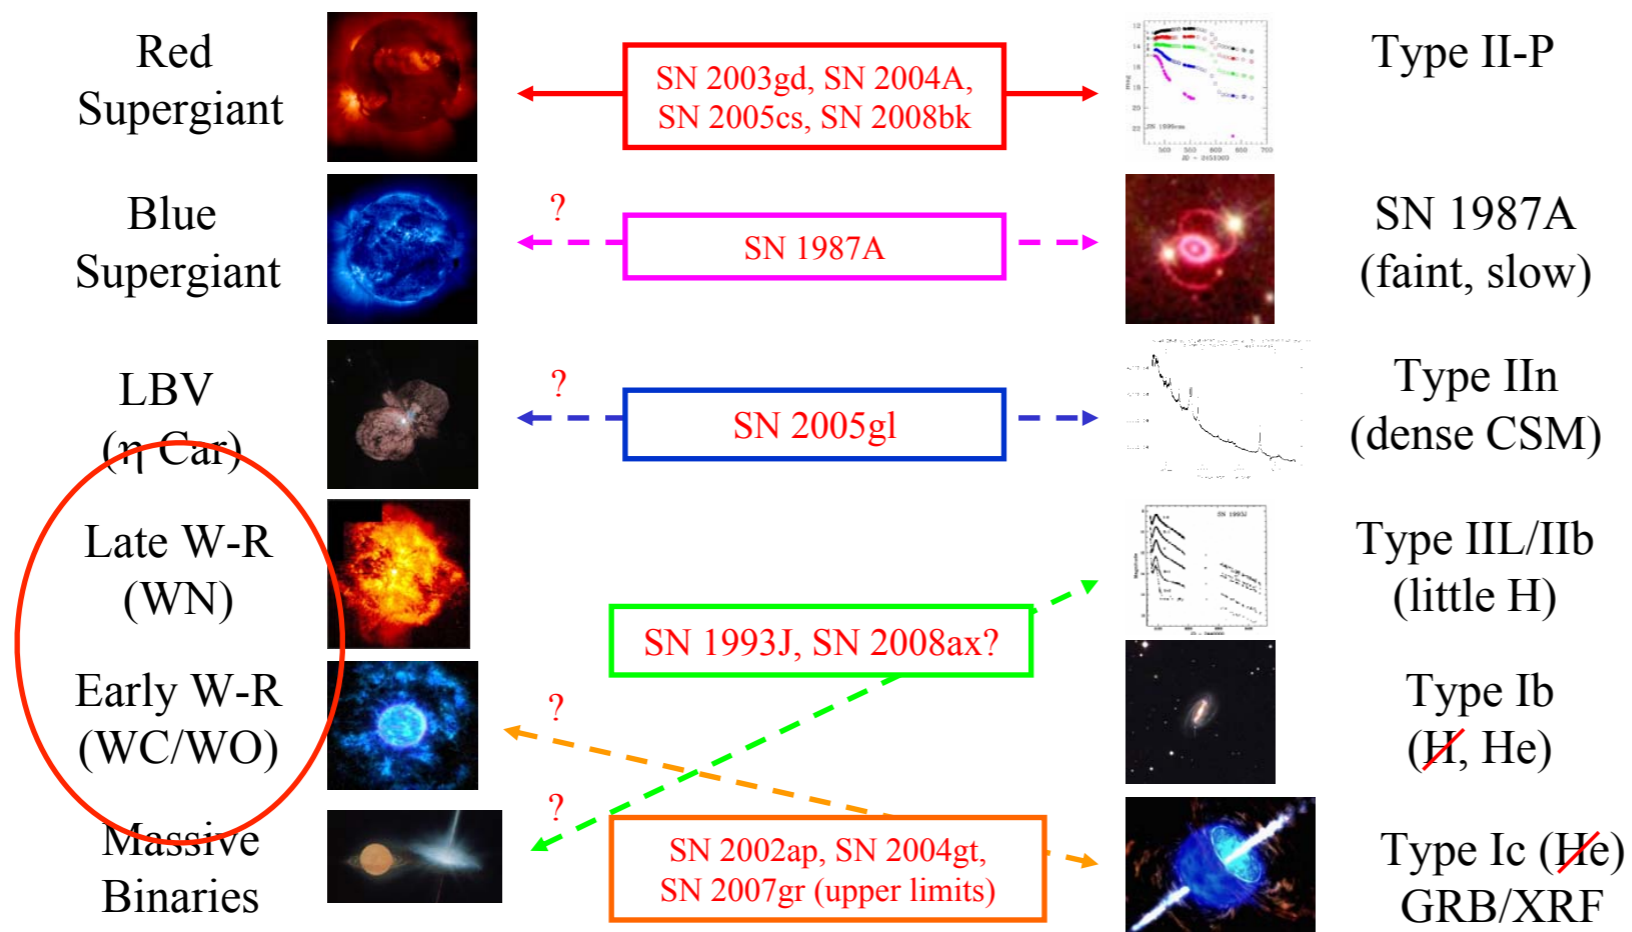 Red
Supergiant
SN 2003gd, SN 2004A,
SN 2005cs, SN 2008bk
Type II-P
Blue
Supergiant
?
SN 1987A
SN 1987A
(faint, slow)
LBV
(η Car)
?
SN 2005gl
Type IIn
(dense CSM)
Late W-R
(WN)
SN 1993J
Type IIL/IIb
(little H)
SN 1993J, SN 2008ax?
Early W-R
(WC/WO)
?
Type Ib
(H, He)
Massive
Binaries
?
SN 2002ap, SN 2004gt,
SN 2007gr (upper limits)
Type Ic (He)
GRB/XRF